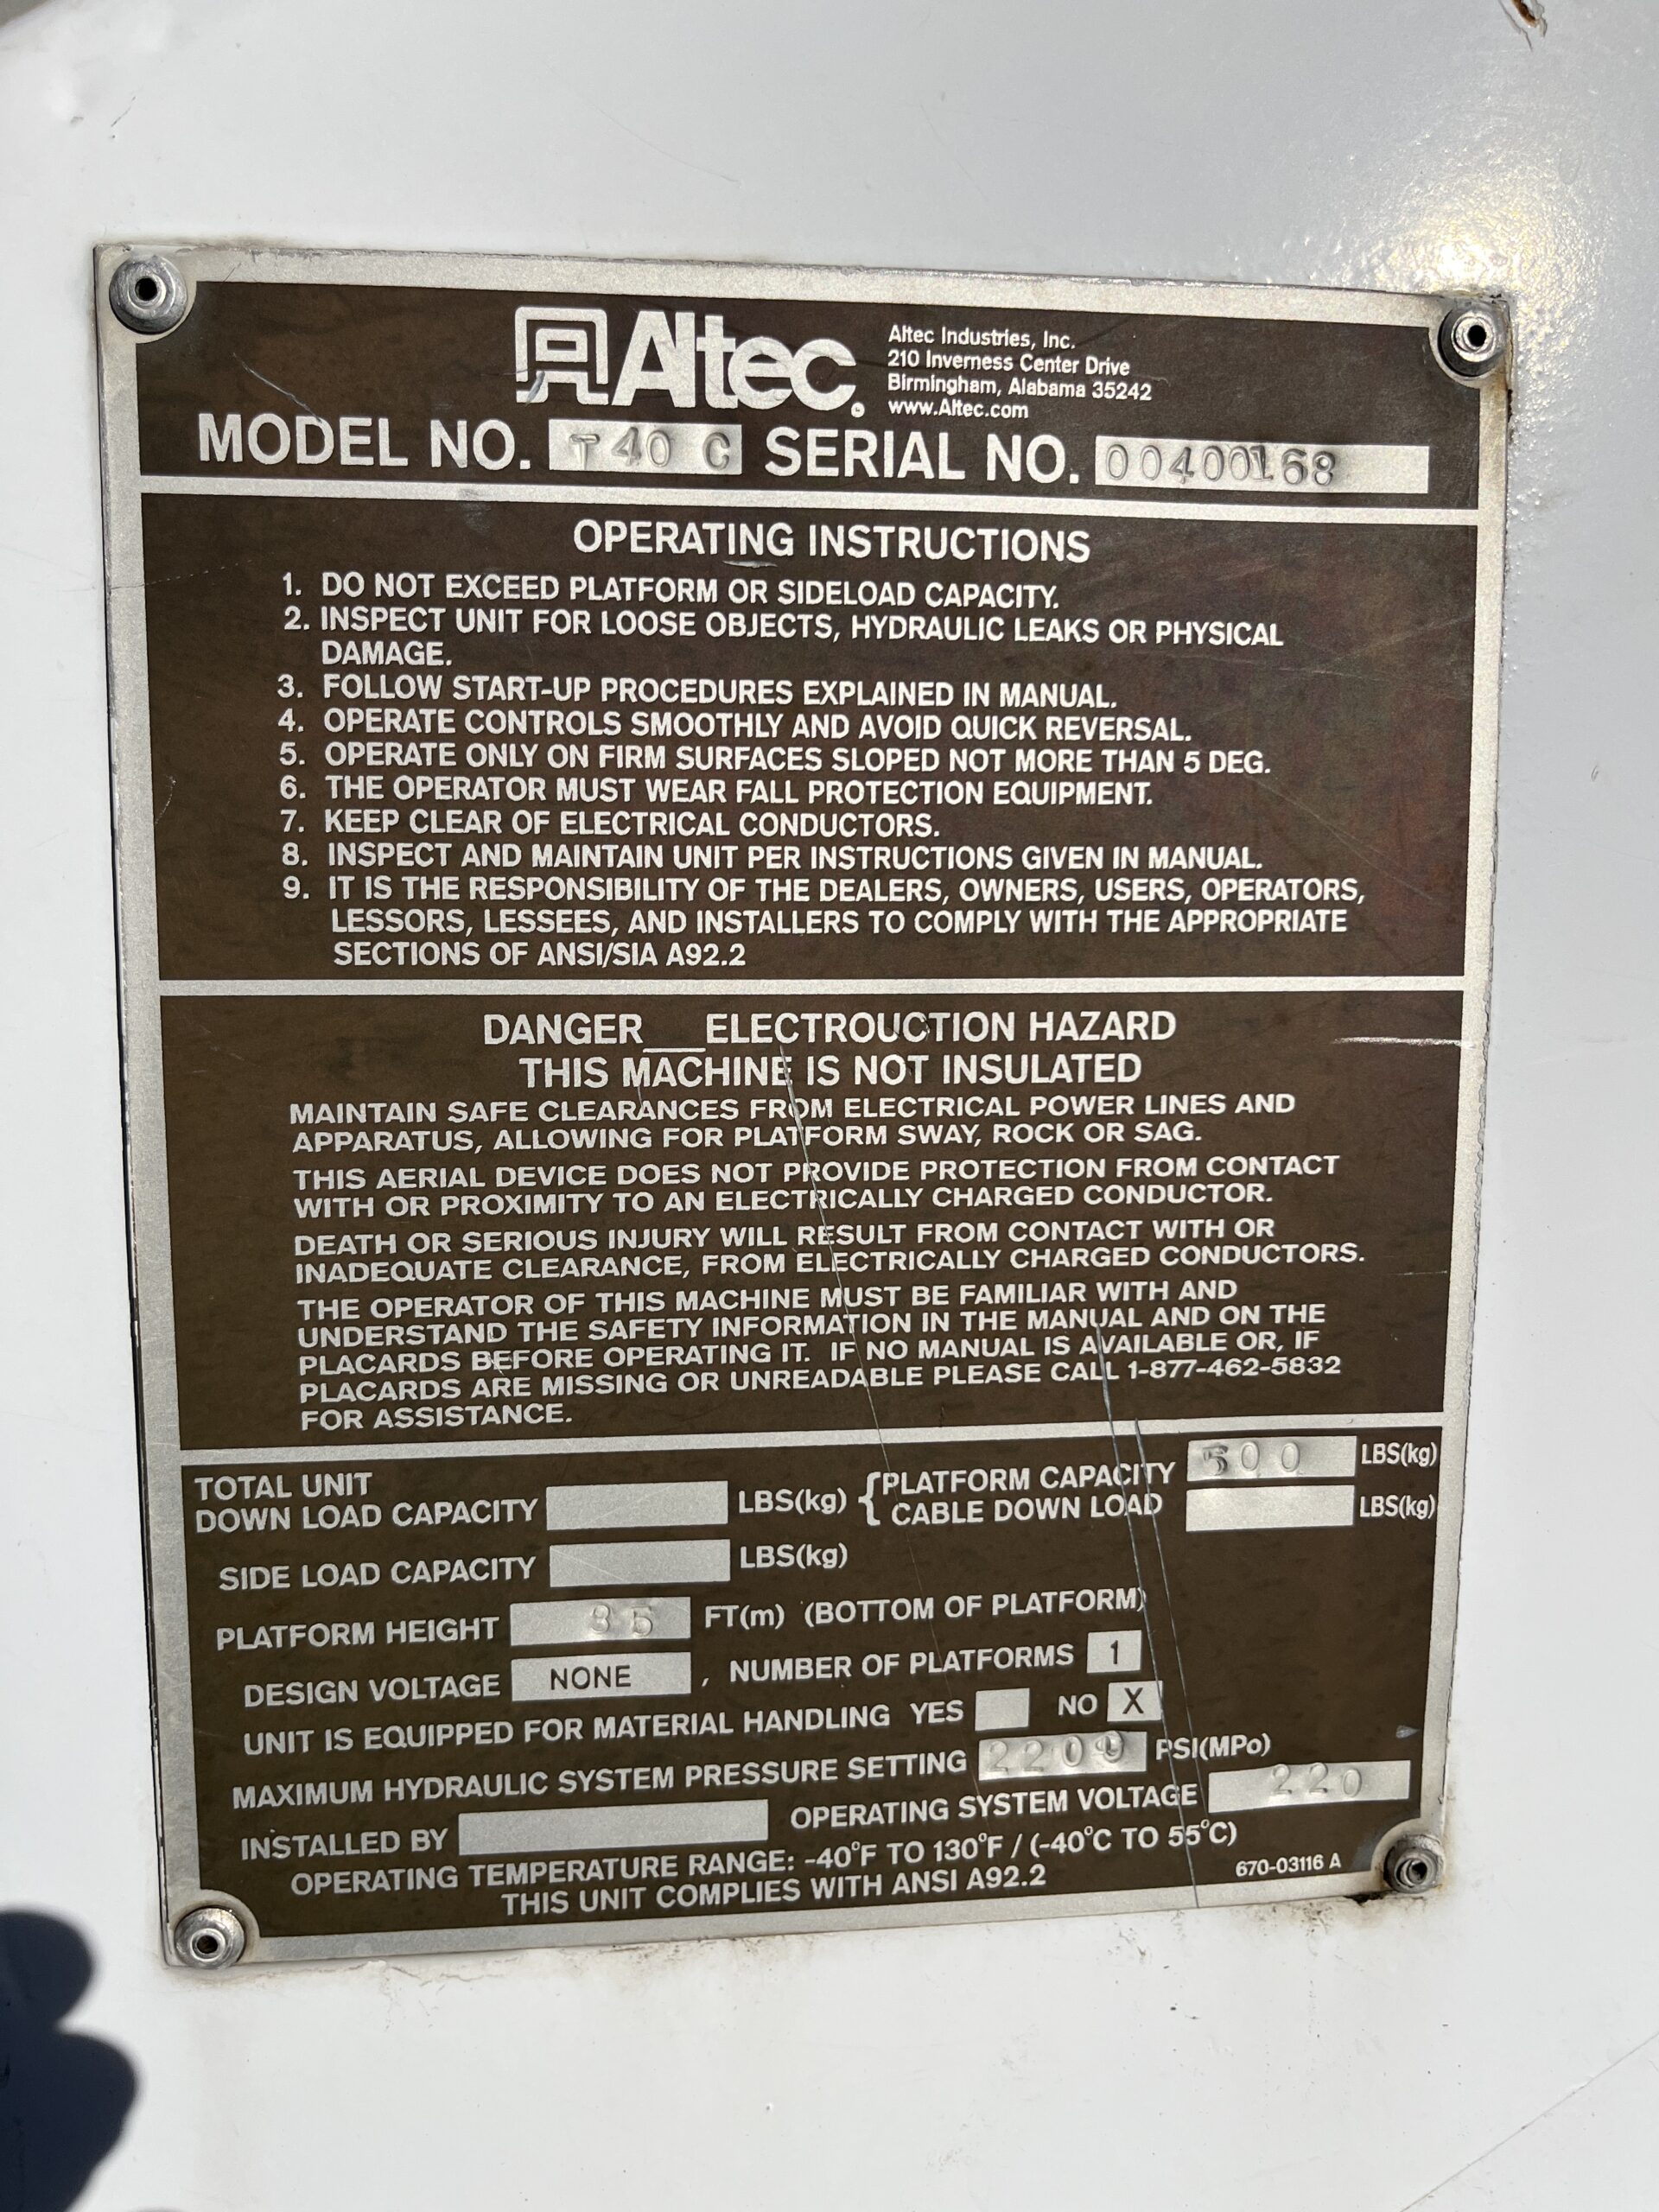 Altec
Altec Industries, Inc.
210 Inverness Center Drive
Birmingham, Alabama 35242
www.Altec.com
MODEL NO. T40 C SERIAL NO. 00400168
OPERATING INSTRUCTIONS
1. DO NOT EXCEED PLATFORM OR SIDELOAD CAPACITY.
2. INSPECT UNIT FOR LOOSE OBJECTS, HYDRAULIC LEAKS OR PHYSICAL
DAMAGE.
3. FOLLOW START-UP PROCEDURES EXPLAINED IN MANUAL.
4. OPERATE CONTROLS SMOOTHLY AND AVOID QUICK REVERSAL.
5. OPERATE ONLY ON FIRM SURFACES SLOPED NOT MORE THAN 5 DEG.
6. THE OPERATOR MUST WEAR FALL PROTECTION EQUIPMENT.
7. KEEP CLEAR OF ELECTRICAL CONDUCTORS.
8. INSPECT AND MAINTAIN UNIT PER INSTRUCTIONS GIVEN IN MANUAL.
9. IT IS THE RESPONSIBILITY OF THE DEALERS, OWNERS, USERS, OPERATORS,
LESSORS, LESSEES, AND INSTALLERS TO COMPLY WITH THE APPROPRIATE
SECTIONS OF ANSI/SIA A92.2
DANGER__ELECTROUCTION HAZARD
THIS MACHINE IS NOT INSULATED
MAINTAIN SAFE CLEARANCES FROM ELECTRICAL POWER LINES AND
APPARATUS, ALLOWING FOR PLATFORM SWAY, ROCK OR SAG.
THIS AERIAL DEVICE DOES NOT PROVIDE PROTECTION FROM CONTACT
WITH OR PROXIMITY TO AN ELECTRICALLY CHARGED CONDUCTOR.
DEATH OR SERIOUS INJURY WILL RESULT FROM CONTACT WITH OR
INADEQUATE CLEARANCE, FROM ELECTRICALLY CHARGED CONDUCTORS.
THE OPERATOR OF THIS MACHINE MUST BE FAMILIAR WITH AND
UNDERSTAND THE SAFETY INFORMATION IN THE MANUAL AND ON THE
PLACARDS BEFORE OPERATING IT. IF NO MANUAL IS AVAILABLE OR, IF
PLACARDS ARE MISSING OR UNREADABLE PLEASE CALL 1-877-462-5832
FOR ASSISTANCE.
TOTAL UNIT
DOWN LOAD CAPACITY LBS(kg) { PLATFORM CAPACITY 500 LBS(kg)
CABLE DOWN LOAD LBS(kg)
SIDE LOAD CAPACITY LBS(kg)
PLATFORM HEIGHT 35 FT(m) (BOTTOM OF PLATFORM)
DESIGN VOLTAGE NONE , NUMBER OF PLATFORMS 1
UNIT IS EQUIPPED FOR MATERIAL HANDLING YES NO X
MAXIMUM HYDRAULIC SYSTEM PRESSURE SETTING PSI(MPo)
INSTALLED BY OPERATING SYSTEM VOLTAGE 220
OPERATING TEMPERATURE RANGE: -40°F TO 130°F / (-40°C TO 55°C)
THIS UNIT COMPLIES WITH ANSI A92.2
670-03116 A